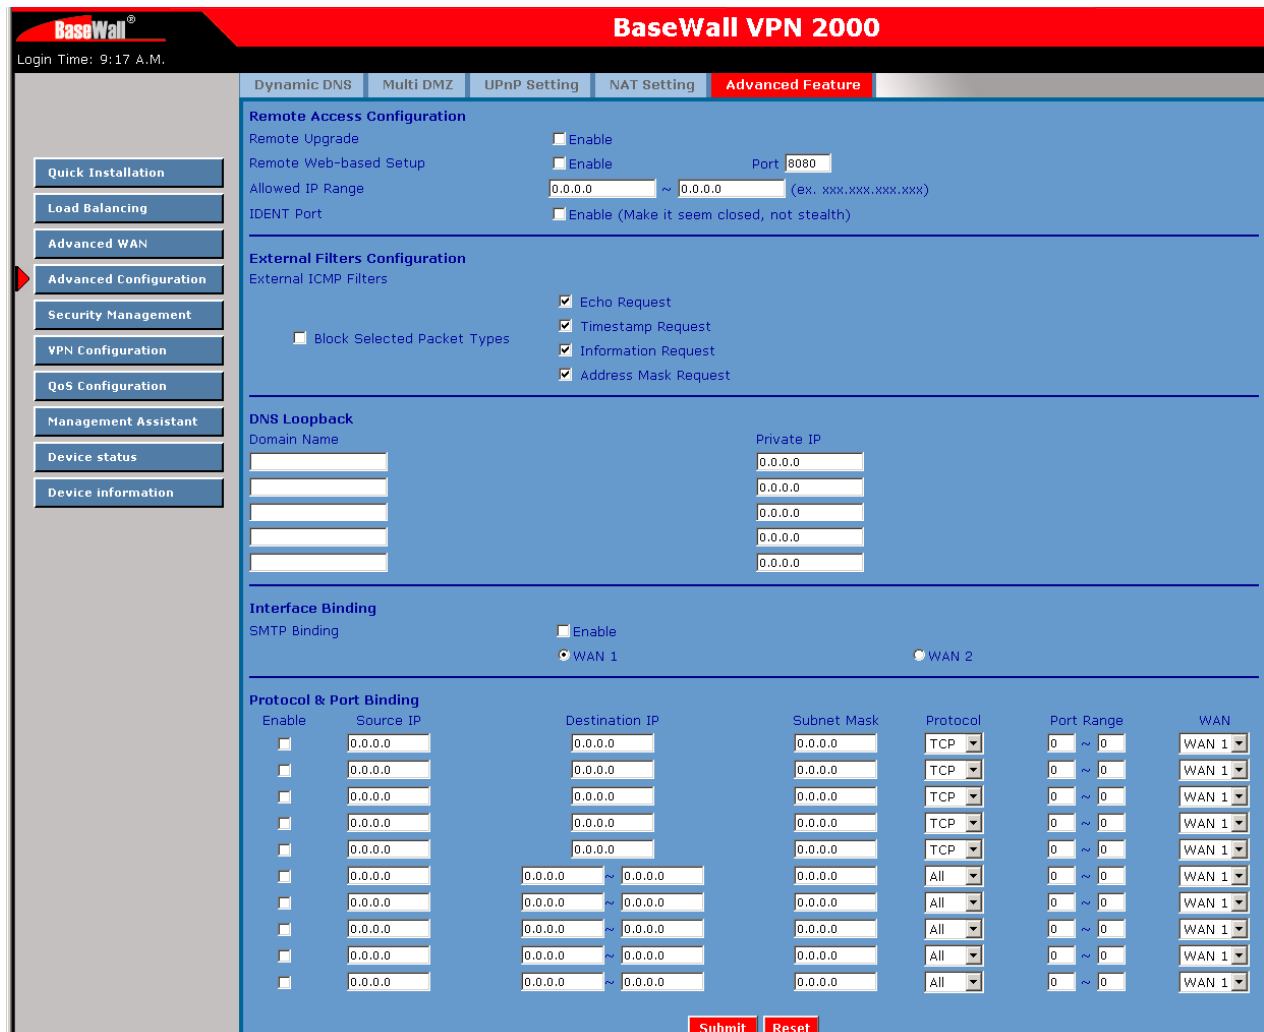 BaseWall®
BaseWall VPN 2000
Login Time: 9:17 A.M.
Dynamic DNS Multi DMZ UPnP Setting NAT Setting Advanced Feature
Quick Installation
Load Balancing
Advanced WAN
Advanced Configuration
Security Management
VPN Configuration
QoS Configuration
Management Assistant
Device status
Device information
Remote Access Configuration
Remote Upgrade Enable
Remote Web-based Setup Enable Port 8080
Allowed IP Range 0.0.0.0 ~ 0.0.0.0 (ex. xxx.xxx.xxx.xxx)
IDENT Port Enable (Make it seem closed, not stealth)
External Filters Configuration
External ICMP Filters
Echo Request
Timestamp Request
Block Selected Packet Types
Information Request
Address Mask Request
DNS Loopback
Domain Name Private IP
0.0.0.0
0.0.0.0
0.0.0.0
0.0.0.0
0.0.0.0
Interface Binding
SMTP Binding Enable
WAN 1 WAN 2
Protocol & Port Binding
Enable Source IP Destination IP Subnet Mask Protocol Port Range WAN
0.0.0.0 0.0.0.0 0.0.0.0 TCP 0 ~ 0 WAN 1
0.0.0.0 0.0.0.0 0.0.0.0 TCP 0 ~ 0 WAN 1
0.0.0.0 0.0.0.0 0.0.0.0 TCP 0 ~ 0 WAN 1
0.0.0.0 0.0.0.0 0.0.0.0 TCP 0 ~ 0 WAN 1
0.0.0.0 0.0.0.0 0.0.0.0 TCP 0 ~ 0 WAN 1
0.0.0.0 0.0.0.0 ~ 0.0.0.0 0.0.0.0 All 0 ~ 0 WAN 1
0.0.0.0 0.0.0.0 ~ 0.0.0.0 0.0.0.0 All 0 ~ 0 WAN 1
0.0.0.0 0.0.0.0 ~ 0.0.0.0 0.0.0.0 All 0 ~ 0 WAN 1
0.0.0.0 0.0.0.0 ~ 0.0.0.0 0.0.0.0 All 0 ~ 0 WAN 1
0.0.0.0 0.0.0.0 ~ 0.0.0.0 0.0.0.0 All 0 ~ 0 WAN 1
Submit Reset